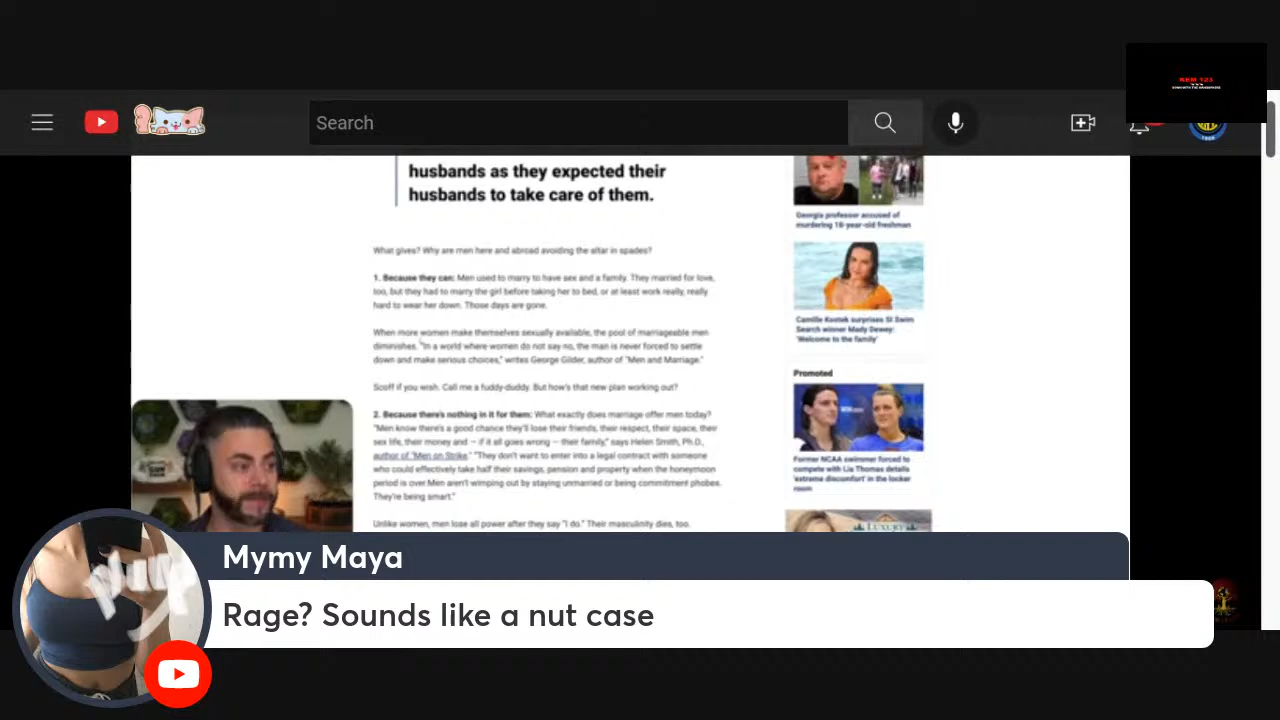 KEM 123
Search
husbands as they expected their
husbands to take care of them.
What gives? Why are men here and abroad avoiding the altar in spades?
1. Because they can: Men used to marry to have sex and a family. They married for love,
too, but they had to marry the girl before taking her to bed, or at least work really, really
hard to wear her down. Those days are gone.
When more women make themselves sexually available, the pool of marriageable men
diminishes. "In a world where women do not say no, the man is never forced to settle
down and make serious choices," writes George Gilder, author of "Men and Marriage."
Scoff if you wish. Call me a fuddy-duddy. But how's that new plan working out?
2. Because there's nothing in it for them: What exactly does marriage offer men today?
"Men know there's a good chance they'll lose their friends, their respect, their space, their
sex life, their money and — if it all goes wrong — their family," says Helen Smith, Ph.D.,
author of "Men on Strike." "They don't want to enter into a legal contract with someone
who could effectively take half their savings, pension and property when the honeymoon
period is over. Men aren't wimping out by staying unmarried or being commitment phobes.
They're being smart."
Unlike women, men lose all power after they say "I do." Their masculinity dies, too.
Georgia professor accused of
murdering 18-year-old freshman
Camille Kostek surprises SI Swim
Search winner Mady Dewey:
'Welcome to the family'
Promoted
Former NCAA swimmer forced to
compete with Lia Thomas details
'extreme discomfort' in the locker
room
LUXURY
Mymy Maya
Rage? Sounds like a nut case